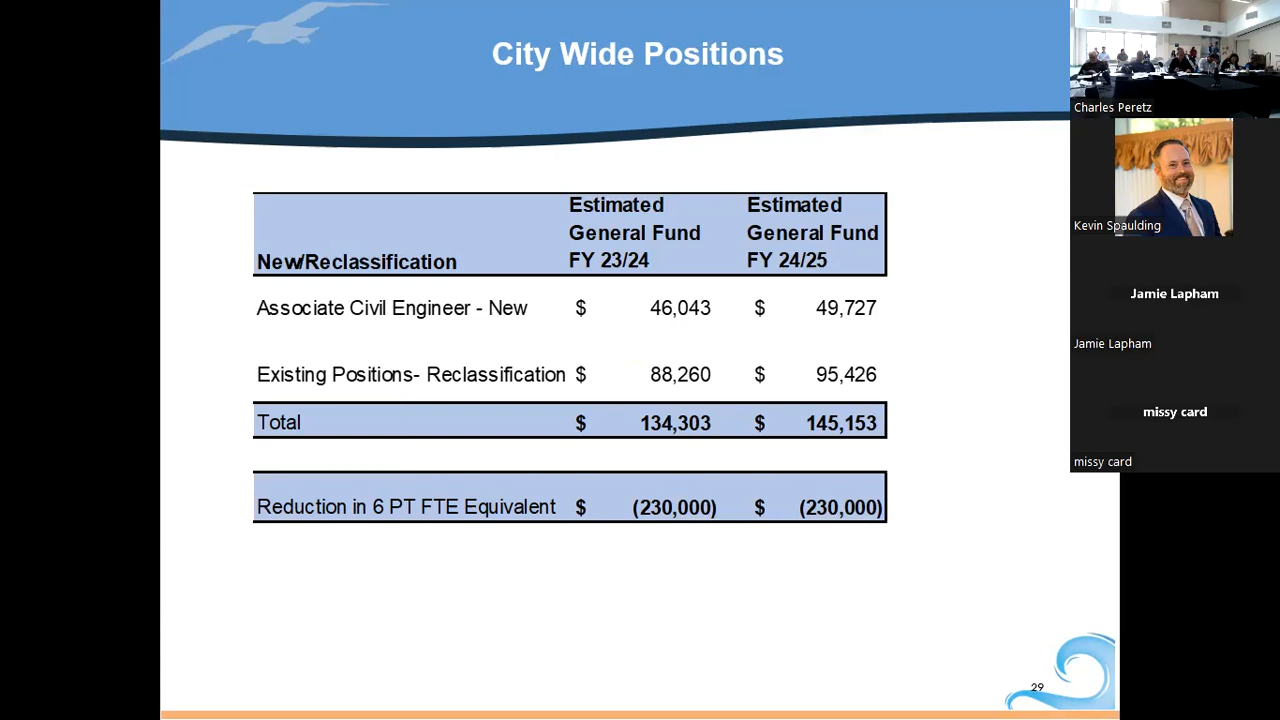 City Wide Positions
Estimated General Fund FY 23/24
Estimated General Fund FY 24/25
New/Reclassification
Associate Civil Engineer - New $ 46,043 $ 49,727
Existing Positions- Reclassification $ 88,260 $ 95,426
Total $ 134,303 $ 145,153
Reduction in 6 PT FTE Equivalent $ (230,000) $ (230,000)
29
Charles Peretz
Kevin Spaulding
Jamie Lapham
Jamie Lapham
missy card
missy card